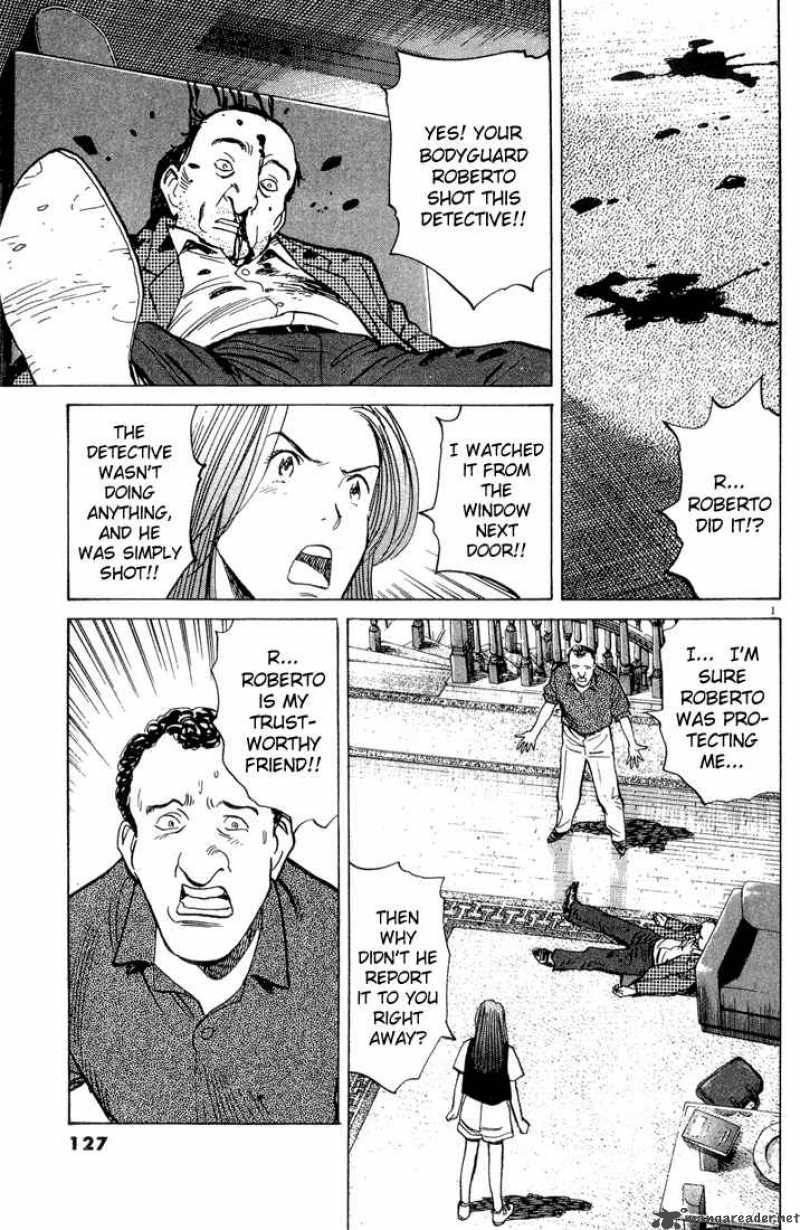 R...
ROBERTO
DID IT!?
YES! YOUR
BODYGUARD
ROBERTO
SHOT THIS
DETECTIVE!!
I WATCHED
IT FROM
THE
WINDOW
NEXT
DOOR!!
THE
DETECTIVE
WASN'T
DOING
ANYTHING,
AND HE
WAS SIMPLY
SHOT!!
1
I... I'M
SURE
ROBERTO
WAS PRO-
TECTING
ME...
THEN
WHY
DIDN'T HE
REPORT
IT TO YOU
RIGHT
AWAY?
R...
ROBERTO
IS MY
TRUST-
WORTHY
FRIEND!!
127
mangareader.net